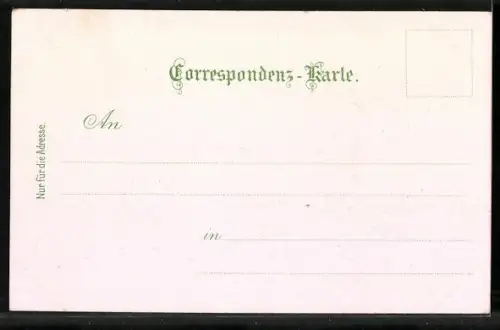 Correspondenz-Karte.
An
in
Nur für die Adresse.